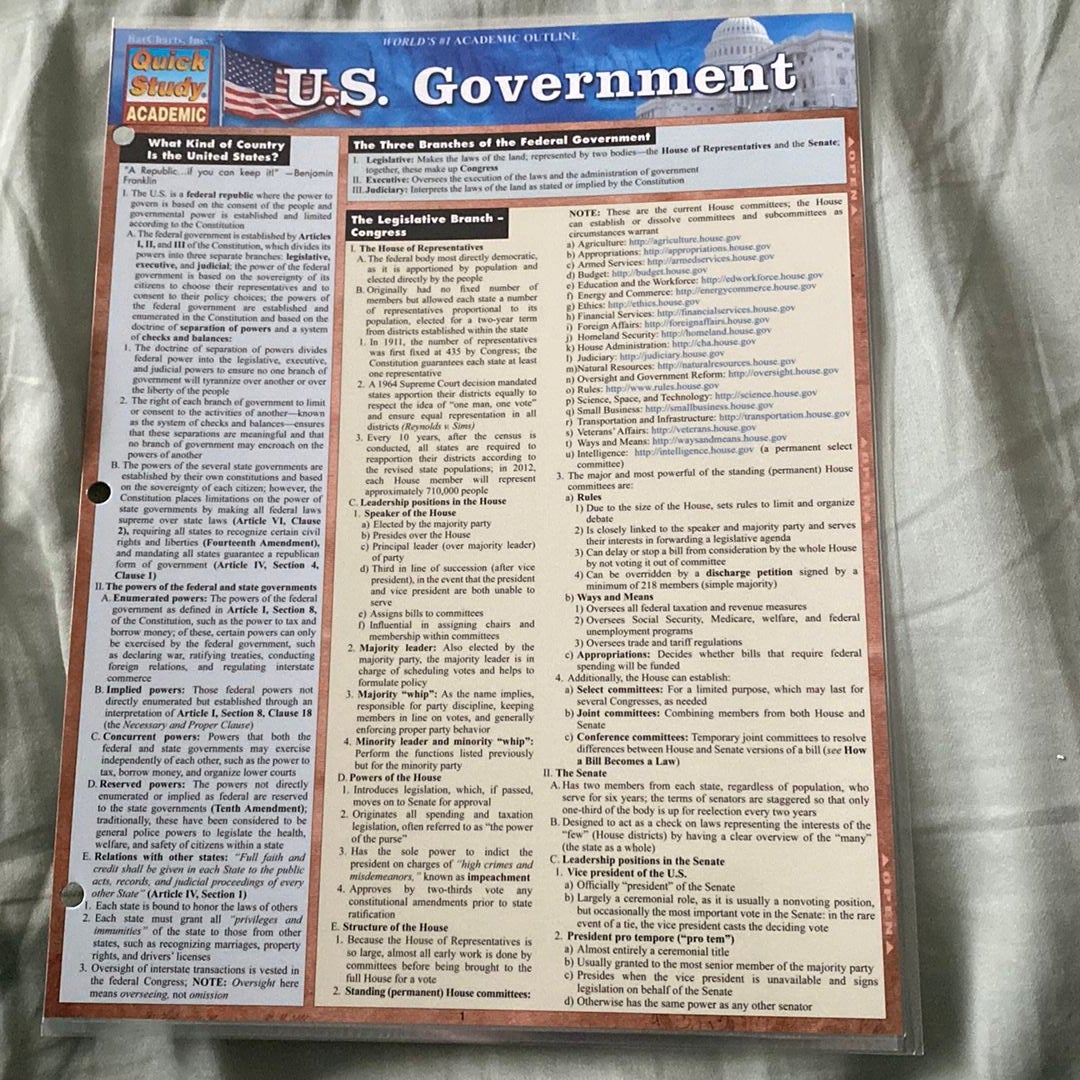 BarCharts, Inc.
WORLD'S #1 ACADEMIC OUTLINE
Quick
Study.
ACADEMIC
U.S. Government
What Kind of Country
Is the United States?
"A Republic...if you can keep it!" —Benjamin
Franklin
I. The U.S. is a federal republic where the power to
govern is based on the consent of the people and
governmental power is established and limited
according to the Constitution
A. The federal government is established by Articles
I, II, and III of the Constitution, which divides its
powers into three separate branches: legislative,
executive, and judicial; the power of the federal
government is based on the sovereignty of its
citizens to choose their representatives and to
consent to their policy choices; the powers of
the federal government are established and
enumerated in the Constitution and based on the
doctrine of separation of powers and a system
of checks and balances:
1. The doctrine of separation of powers divides
federal power into the legislative, executive,
and judicial powers to ensure no one branch of
government will tyrannize over another or over
the liberty of the people
2. The right of each branch of government to limit
or consent to the activities of another—known
as the system of checks and balances—ensures
that these separations are meaningful and that
no branch of government may encroach on the
powers of another
B. The powers of the several state governments are
established by their own constitutions and based
on the sovereignty of each citizen; however, the
Constitution places limitations on the power of
state governments by making all federal laws
supreme over state laws (Article VI, Clause
2), requiring all states to recognize certain civil
rights and liberties (Fourteenth Amendment),
and mandating all states guarantee a republican
form of government (Article IV, Section 4,
Clause 1)
II. The powers of the federal and state governments
A. Enumerated powers: The powers of the federal
government as defined in Article I, Section 8,
of the Constitution, such as the power to tax and
borrow money; of these, certain powers can only
be exercised by the federal government, such
as declaring war, ratifying treaties, conducting
foreign relations, and regulating interstate
commerce
B. Implied powers: Those federal powers not
directly enumerated but established through an
interpretation of Article I, Section 8, Clause 18
(the Necessary and Proper Clause)
C. Concurrent powers: Powers that both the
federal and state governments may exercise
independently of each other, such as the power to
tax, borrow money, and organize lower courts
D. Reserved powers: The powers not directly
enumerated or implied as federal are reserved
to the state governments (Tenth Amendment);
traditionally, these have been considered to be
general police powers to legislate the health,
welfare, and safety of citizens within a state
E. Relations with other states: "Full faith and
credit shall be given in each State to the public
acts, records, and judicial proceedings of every
other State" (Article IV, Section 1)
1. Each state is bound to honor the laws of others
2. Each state must grant all "privileges and
immunities" of the state to those from other
states, such as recognizing marriages, property
rights, and drivers' licenses
3. Oversight of interstate transactions is vested in
the federal Congress; NOTE: Oversight here
means overseeing, not omission
The Three Branches of the Federal Government
I. Legislative: Makes the laws of the land; represented by two bodies—the House of Representatives and the Senate;
together, these make up Congress
II. Executive: Oversees the execution of the laws and the administration of government
III. Judiciary: Interprets the laws of the land as stated or implied by the Constitution
The Legislative Branch –
Congress
I. The House of Representatives
A. The federal body most directly democratic,
as it is apportioned by population and
elected directly by the people
B. Originally had no fixed number of
members but allowed each state a number
of representatives proportional to its
population, elected for a two-year term
from districts established within the state
1. In 1911, the number of representatives
was first fixed at 435 by Congress; the
Constitution guarantees each state at least
one representative
2. A 1964 Supreme Court decision mandated
states apportion their districts equally to
respect the idea of "one man, one vote"
and ensure equal representation in all
districts (Reynolds v. Sims)
3. Every 10 years, after the census is
conducted, all states are required to
reapportion their districts according to
the revised state populations; in 2012,
each House member will represent
approximately 710,000 people
C. Leadership positions in the House
1. Speaker of the House
a) Elected by the majority party
b) Presides over the House
c) Principal leader (over majority leader)
of party
d) Third in line of succession (after vice
president), in the event that the president
and vice president are both unable to
serve
e) Assigns bills to committees
f) Influential in assigning chairs and
membership within committees
2. Majority leader: Also elected by the
majority party, the majority leader is in
charge of scheduling votes and helps to
formulate policy
3. Majority "whip": As the name implies,
responsible for party discipline, keeping
members in line on votes, and generally
enforcing proper party behavior
4. Minority leader and minority "whip":
Perform the functions listed previously
but for the minority party
D. Powers of the House
1. Introduces legislation, which, if passed,
moves on to Senate for approval
2. Originates all spending and taxation
legislation, often referred to as "the power
of the purse"
3. Has the sole power to indict the
president on charges of "high crimes and
misdemeanors," known as impeachment
4. Approves by two-thirds vote any
constitutional amendments prior to state
ratification
E. Structure of the House
1. Because the House of Representatives is
so large, almost all early work is done by
committees before being brought to the
full House for a vote
2. Standing (permanent) House committees:
NOTE: These are the current House committees; the House
can establish or dissolve committees and subcommittees as
circumstances warrant
a) Agriculture: http://agriculture.house.gov
b) Appropriations: http://appropriations.house.gov
c) Armed Services: http://armedservices.house.gov
d) Budget: http://budget.house.gov
e) Education and the Workforce: http://edworkforce.house.gov
f) Energy and Commerce: http://energycommerce.house.gov
g) Ethics: http://ethics.house.gov
h) Financial Services: http://financialservices.house.gov
i) Foreign Affairs: http://foreignaffairs.house.gov
j) Homeland Security: http://homeland.house.gov
k) House Administration: http://cha.house.gov
l) Judiciary: http://judiciary.house.gov
m)Natural Resources: http://naturalresources.house.gov
n) Oversight and Government Reform: http://oversight.house.gov
o) Rules: http://www.rules.house.gov
p) Science, Space, and Technology: http://science.house.gov
q) Small Business: http://smallbusiness.house.gov
r) Transportation and Infrastructure: http://transportation.house.gov
s) Veterans' Affairs: http://veterans.house.gov
t) Ways and Means: http://waysandmeans.house.gov
u) Intelligence: http://intelligence.house.gov (a permanent select
committee)
3. The major and most powerful of the standing (permanent) House
committees are:
a) Rules
1) Due to the size of the House, sets rules to limit and organize
debate
2) Is closely linked to the speaker and majority party and serves
their interests in forwarding a legislative agenda
3) Can delay or stop a bill from consideration by the whole House
by not voting it out of committee
4) Can be overridden by a discharge petition signed by a
minimum of 218 members (simple majority)
b) Ways and Means
1) Oversees all federal taxation and revenue measures
2) Oversees Social Security, Medicare, welfare, and federal
unemployment programs
3) Oversees trade and tariff regulations
c) Appropriations: Decides whether bills that require federal
spending will be funded
4. Additionally, the House can establish:
a) Select committees: For a limited purpose, which may last for
several Congresses, as needed
b) Joint committees: Combining members from both House and
Senate
c) Conference committees: Temporary joint committees to resolve
differences between House and Senate versions of a bill (see How
a Bill Becomes a Law)
II. The Senate
A. Has two members from each state, regardless of population, who
serve for six years; the terms of senators are staggered so that only
one-third of the body is up for reelection every two years
B. Designed to act as a check on laws representing the interests of the
"few" (House districts) by having a clear overview of the "many"
(the state as a whole)
C. Leadership positions in the Senate
1. Vice president of the U.S.
a) Officially "president" of the Senate
b) Largely a ceremonial role, as it is usually a nonvoting position,
but occasionally the most important vote in the Senate: in the rare
event of a tie, the vice president casts the deciding vote
2. President pro tempore ("pro tem")
a) Almost entirely a ceremonial title
b) Usually granted to the most senior member of the majority party
c) Presides when the vice president is unavailable and signs
legislation on behalf of the Senate
d) Otherwise has the same power as any other senator
OPEN
OPEN
OPEN
1